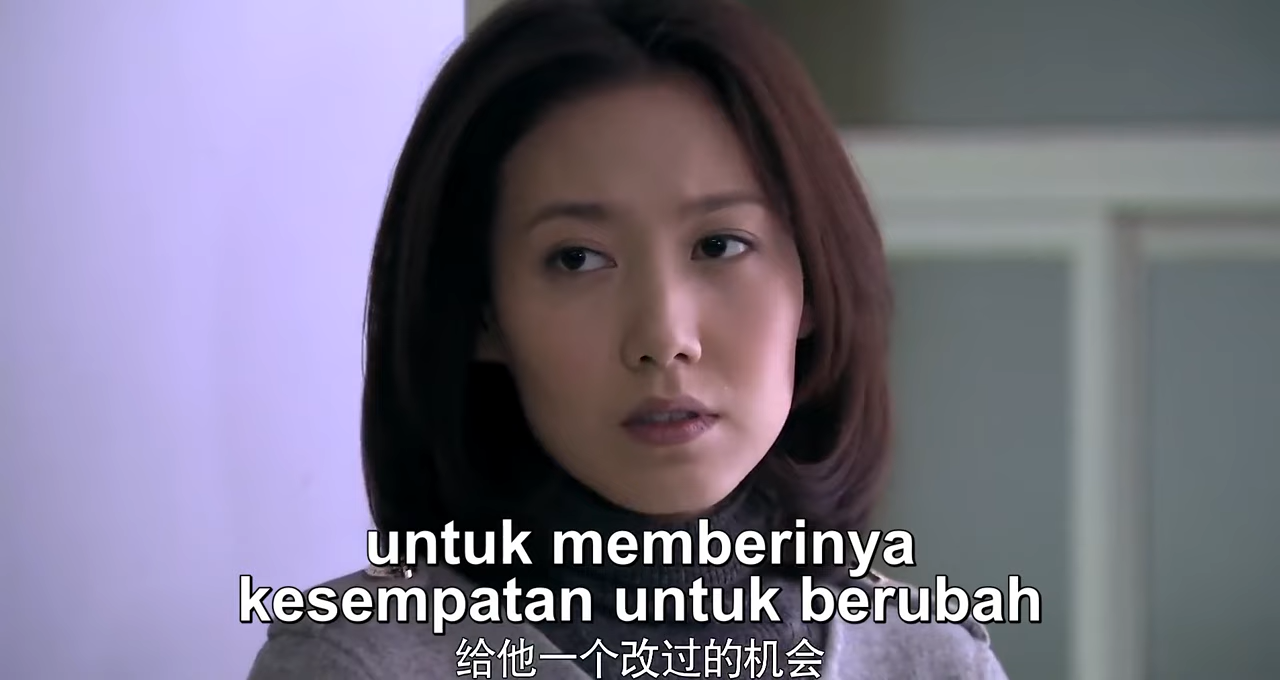 untuk memberinya
kesempatan untuk berubah
给他一个改过的机会